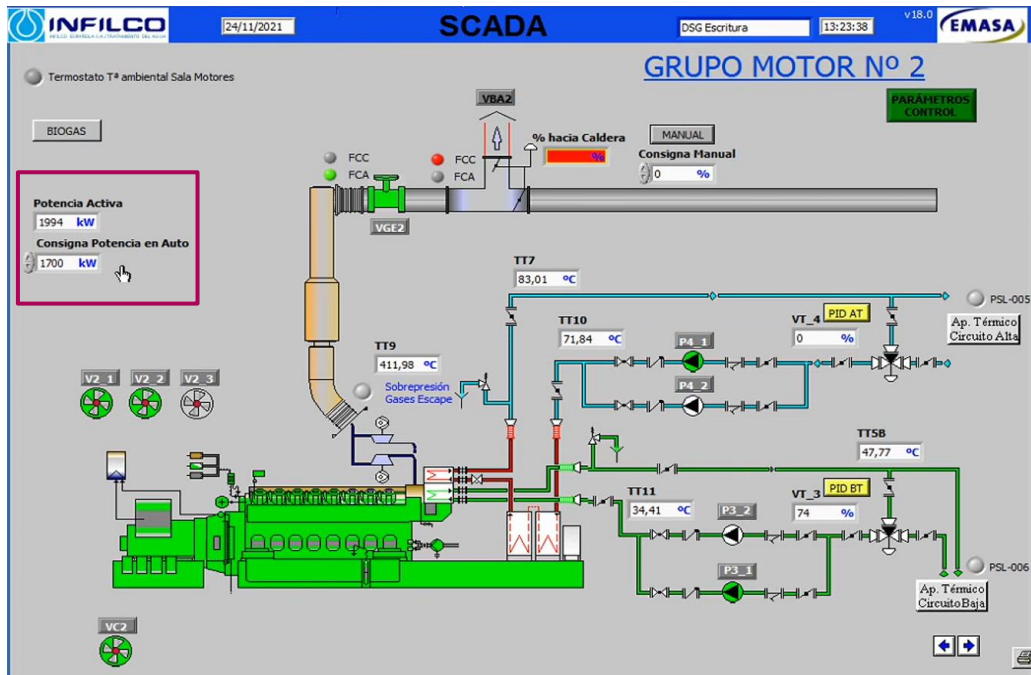 INFILCO
24/11/2021
SCADA
DSG Escritura
13:23:38
v18.0
EMASA
Termostato Tª ambiental Sala Motores
GRUPO MOTOR Nº 2
PARÁMETROS
CONTROL
BIOGAS
VBA2
% hacia Caldera
%
MANUAL
Consigna Manual
0 %
FCC
FCA
FCC
FCA
VGE2
Potencia Activa
1994 kW
Consigna Potencia en Auto
1700 kW
TT7
83,01 ºC
PSL-005
Ap. Térmico
Circuito Alta
TT10
71,84 ºC
P4_1
P4_2
VT_4
PID AT
0 %
TT9
411,98 ºC
Sobrepresión
Gases Escape
V2_1
V2_2
V2_3
TT5B
47,77 ºC
TT11
34,41 ºC
P3_2
P3_1
VT_3
PID BT
74 %
PSL-006
Ap. Térmico
Circuito Baja
VC2